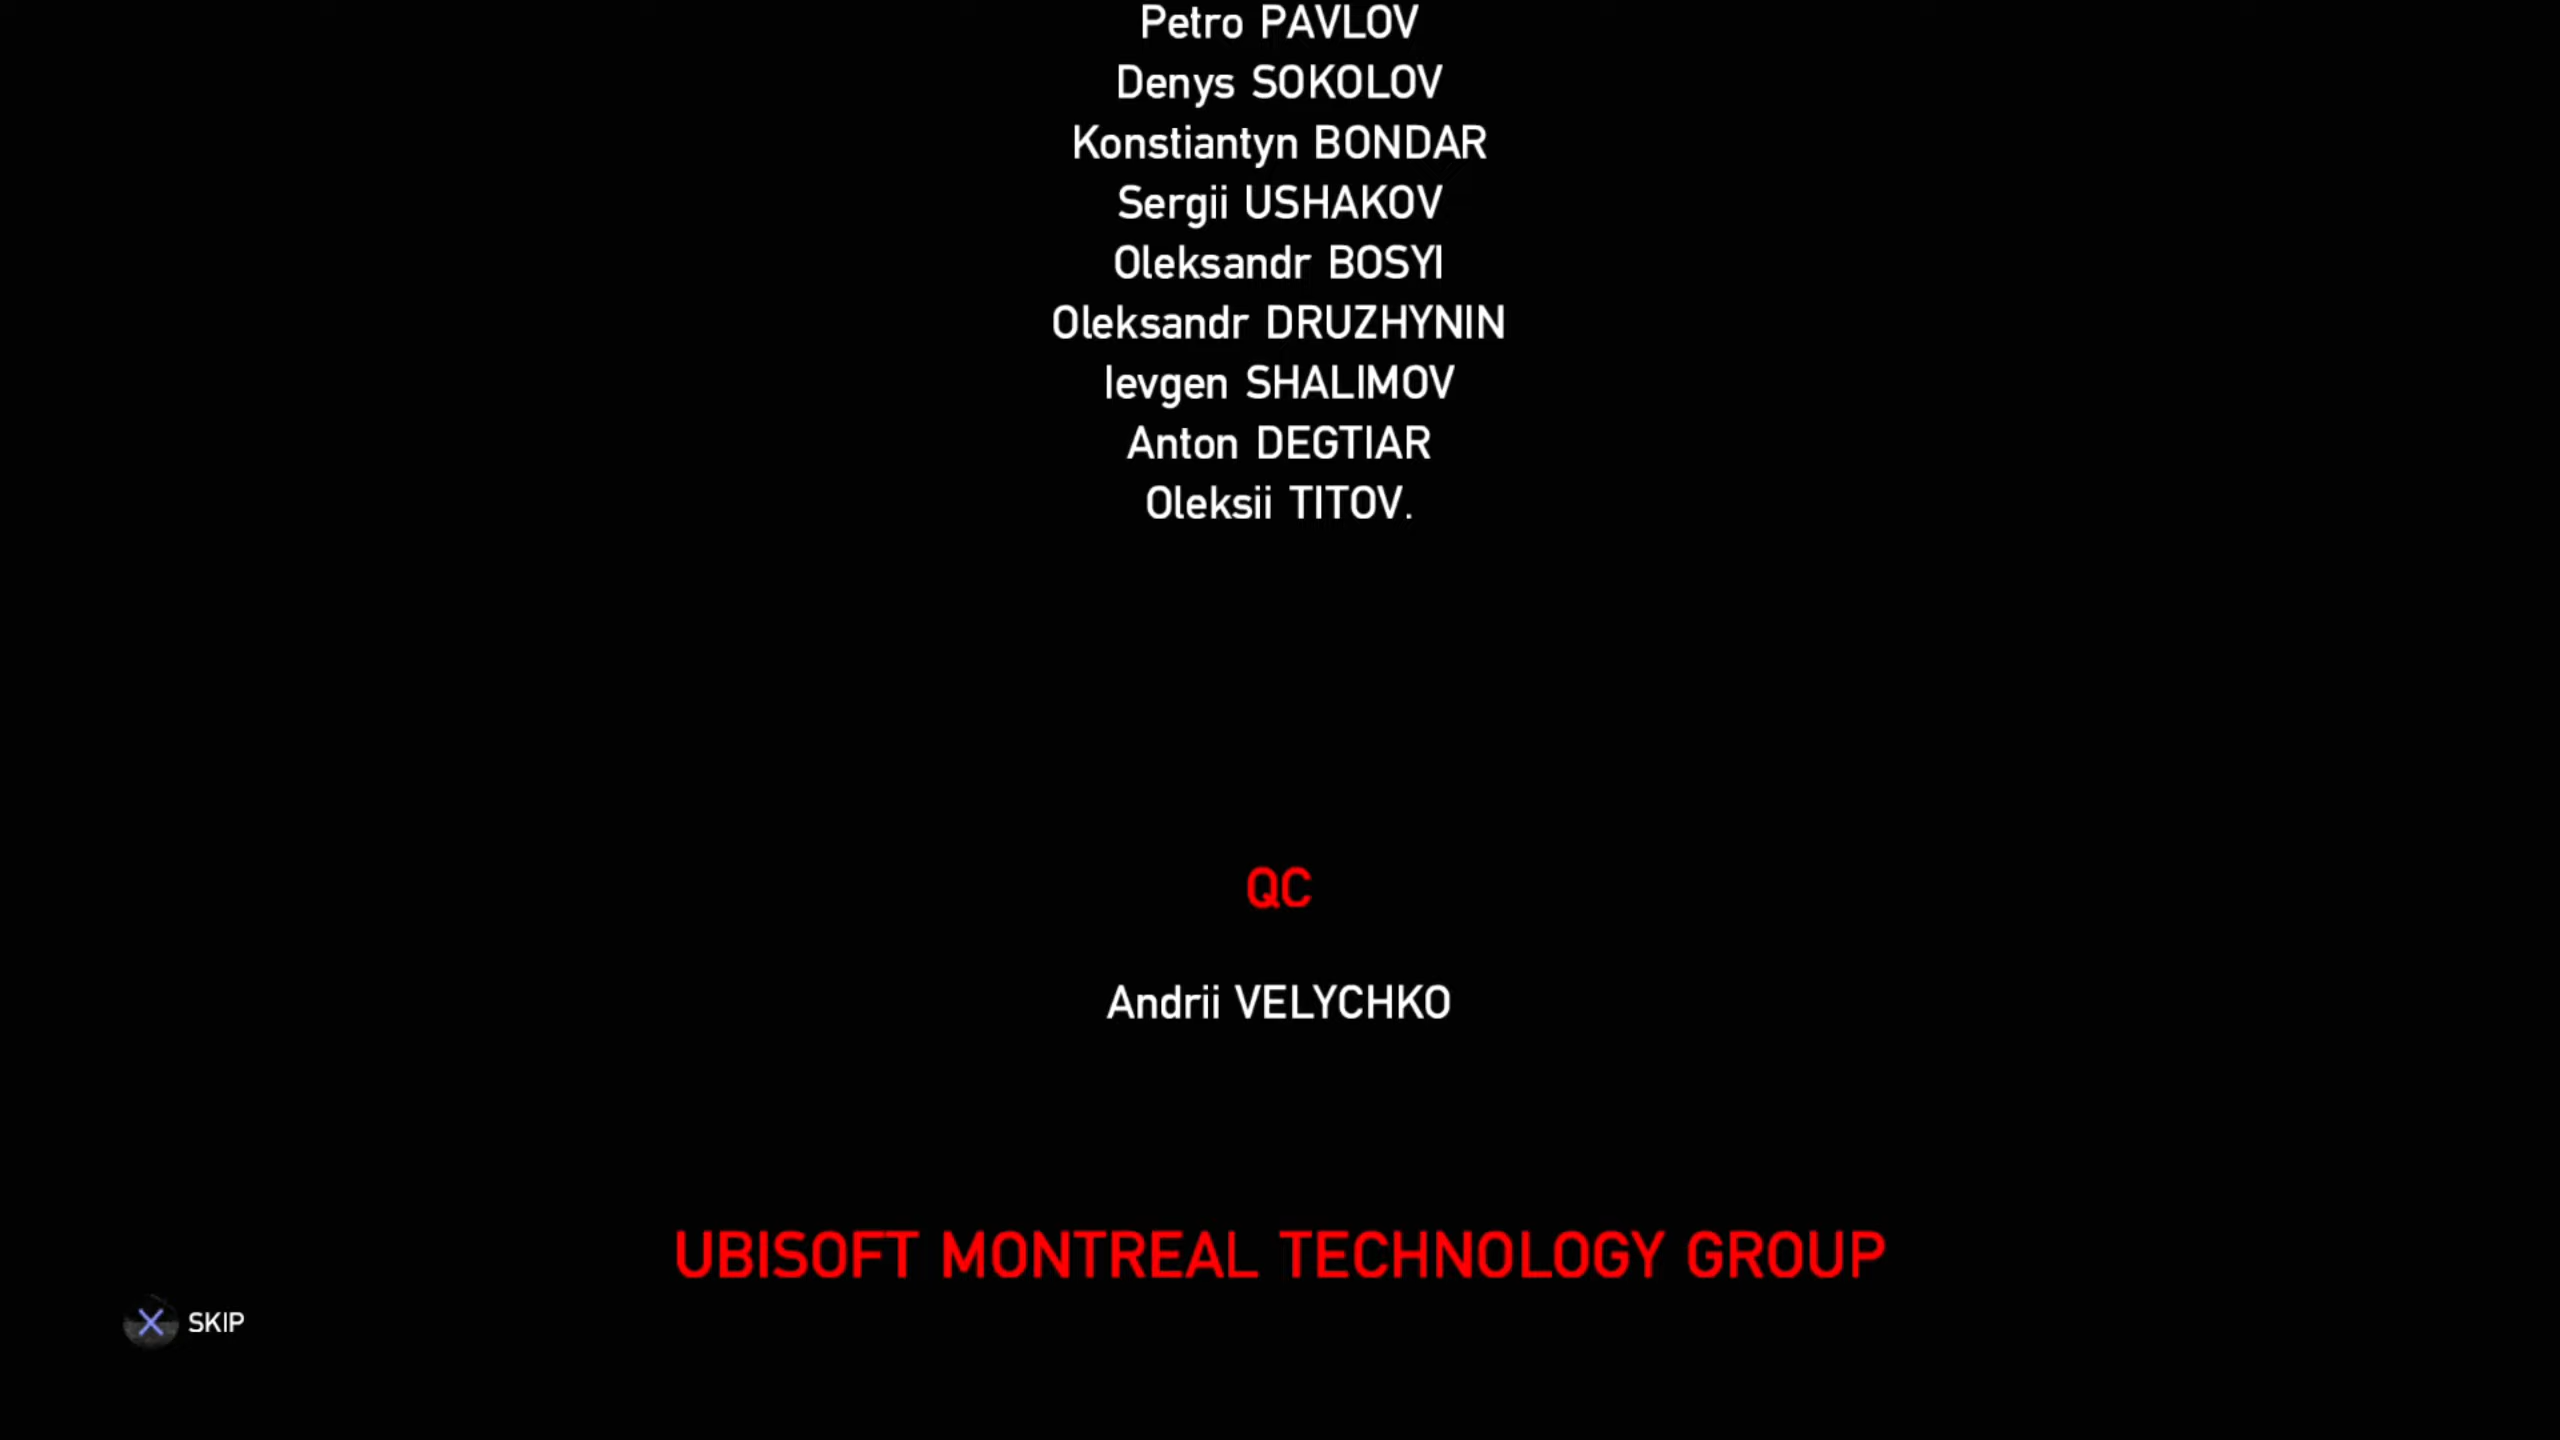 Petro PAVLOV
Denys SOKOLOV
Konstiantyn BONDAR
Sergii USHAKOV
Oleksandr BOSYI
Oleksandr DRUZHYNIN
Ievgen SHALIMOV
Anton DEGTIAR
Oleksii TITOV.
QC
Andrii VELYCHKO
UBISOFT MONTREAL TECHNOLOGY GROUP
SKIP